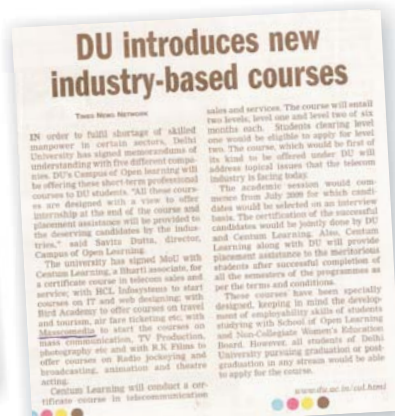 DU introduces new
industry-based courses
TIMES NEWS NETWORK
IN order to fulfil shortage of skilled
manpower in certain sectors, Delhi
University has signed memorandums of
understanding with five different compa-
nies. DU's Campus of Open learning will
be offering these short-term professional
courses to DU students. "All these cours-
es are designed with a view to offer
internship at the end of the course and
placement assistance will be provided to
the deserving candidates by the indus-
tries," said Savita Dutta, director,
Campus of Open Learning.
The university has signed MoU with
Centum Learning, a Bharti associate, for
a certificate course in telecom sales and
service; with HCL Infosystems to start
courses on IT and web designing; with
Bird Academy to offer courses on travel
and tourism, air fare ticketing etc, with
Masscomedia to start the courses on
mass communication, TV Production,
photography etc and with R.K Films to
offer courses on Radio jockeying and
broadcasting, animation and theatre
acting.
Centum Learning will conduct a cer-
tificate course in telecommunication
sales and services. The course will entail
two levels; level one and level two of six
months each. Students clearing level
one would be eligible to apply for level
two. The course, which would be first of
its kind to be offered under DU will
address topical issues that the telecom
industry is facing today.
The academic session would com-
mence from July 2009 for which candi-
dates would be selected on an interview
basis. The certification of the successful
candidates would be jointly done by DU
and Centum Learning. Also, Centum
Learning along with DU will provide
placement assistance to the meritorious
students after successful completion of
all the semesters of the programmes as
per the terms and conditions.
These courses have been specially
designed, keeping in mind the develop-
ment of employability skills of students
studying with School of Open Learning
and Non-Collegiate Women's Education
Board. However, all students of Delhi
University pursuing graduation or post-
graduation in any stream would be able
to apply for the course.
www.du.ac.in/col.html